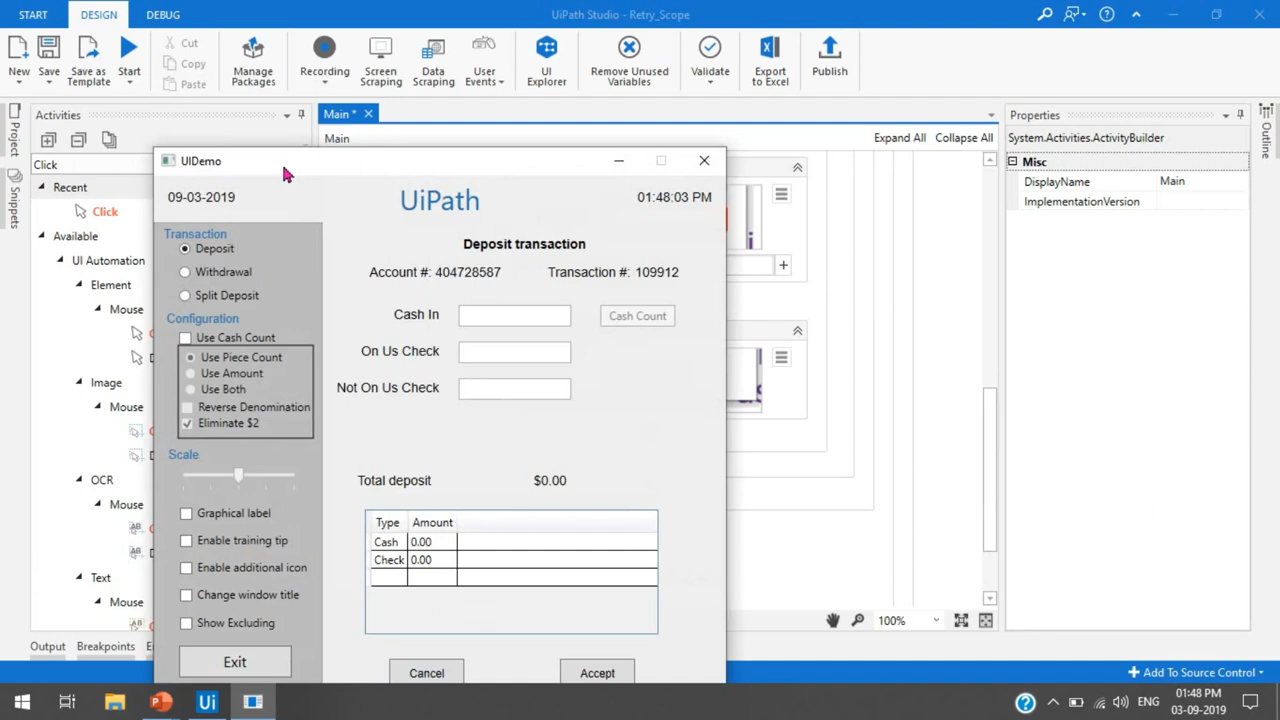 START DESIGN DEBUG UiPath Studio - Retry_Scope
New Save Save as Template Start
Cut
Copy
Paste
Manage Packages
Recording
Screen Scraping
Data Scraping
User Events
UI Explorer
Remove Unused Variables
Validate
Export to Excel
Publish
Activities
Main *
Properties
Project
Outline
Snippets
Main
Expand All Collapse All
System.Activities.ActivityBuilder
Misc
DisplayName Main
ImplementationVersion
Click
Recent
Click
Available
UI Automation
Element
Mouse
Image
Mouse
OCR
Mouse
Text
Mouse
UIDemo
09-03-2019
UiPath
01:48:03 PM
Transaction
Deposit
Withdrawal
Split Deposit
Configuration
Use Cash Count
Use Piece Count
Use Amount
Use Both
Reverse Denomination
Eliminate $2
Scale
Graphical label
Enable training tip
Enable additional icon
Change window title
Show Excluding
Exit
Deposit transaction
Account #: 404728587 Transaction #: 109912
Cash In Cash Count
On Us Check
Not On Us Check
Total deposit $0.00
Type Amount
Cash 0.00
Check 0.00
Cancel Accept
100%
Output Breakpoints
Add To Source Control
Ui
ENG
01:48 PM
03-09-2019